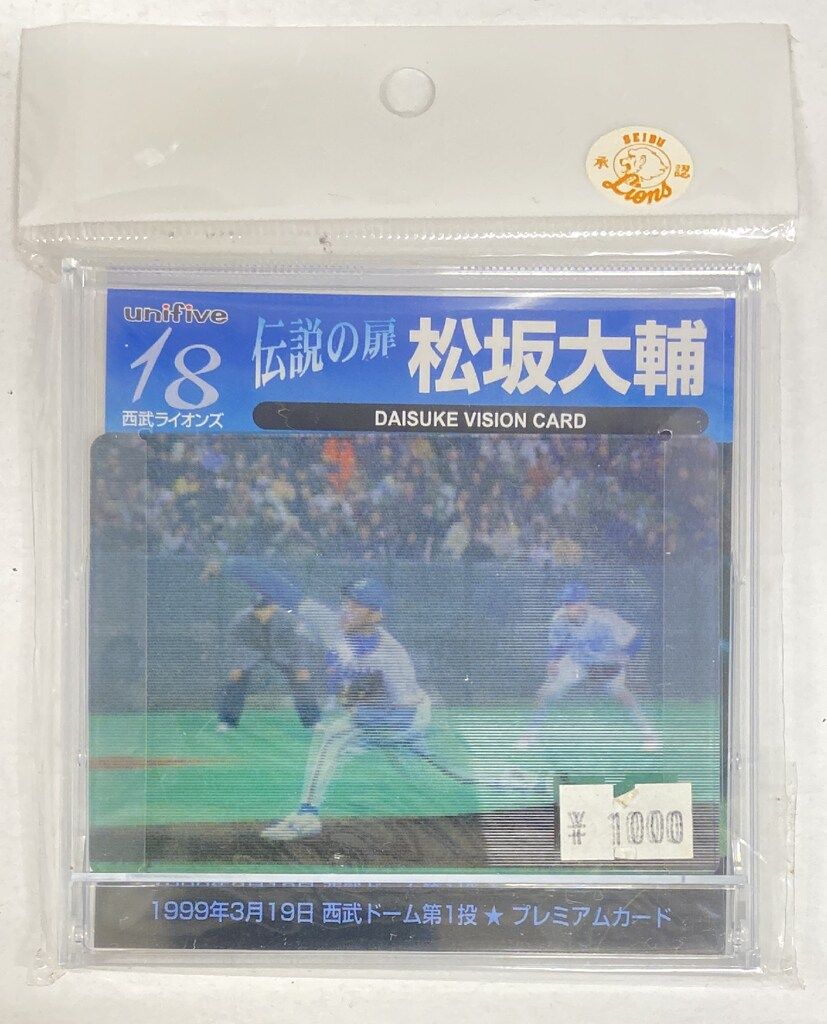 SEIBU
承 認
Lions
unifive
18
西武ライオンズ
伝説の扉 松坂大輔
DAISUKE VISION CARD
¥ 1000
1999年3月19日 西武ドーム第1投 ★ プレミアムカード